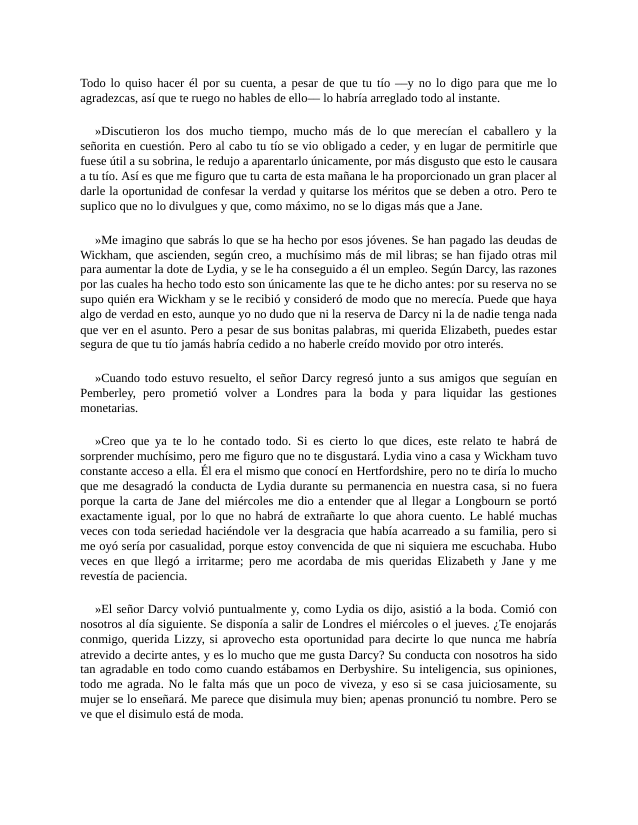 Todo lo quiso hacer él por su cuenta, a pesar de que tu tío —y no lo digo para que me lo
agradezcas, así que te ruego no hables de ello— lo habría arreglado todo al instante.
»Discutieron los dos mucho tiempo, mucho más de lo que merecían el caballero y la
señorita en cuestión. Pero al cabo tu tío se vio obligado a ceder, y en lugar de permitirle que
fuese útil a su sobrina, le redujo a aparentarlo únicamente, por más disgusto que esto le causara
a tu tío. Así es que me figuro que tu carta de esta mañana le ha proporcionado un gran placer al
darle la oportunidad de confesar la verdad y quitarse los méritos que se deben a otro. Pero te
suplico que no lo divulgues y que, como máximo, no se lo digas más que a Jane.
»Me imagino que sabrás lo que se ha hecho por esos jóvenes. Se han pagado las deudas de
Wickham, que ascienden, según creo, a muchísimo más de mil libras; se han fijado otras mil
para aumentar la dote de Lydia, y se le ha conseguido a él un empleo. Según Darcy, las razones
por las cuales ha hecho todo esto son únicamente las que te he dicho antes: por su reserva no se
supo quién era Wickham y se le recibió y consideró de modo que no merecía. Puede que haya
algo de verdad en esto, aunque yo no dudo que ni la reserva de Darcy ni la de nadie tenga nada
que ver en el asunto. Pero a pesar de sus bonitas palabras, mi querida Elizabeth, puedes estar
segura de que tu tío jamás habría cedido a no haberle creído movido por otro interés.
»Cuando todo estuvo resuelto, el señor Darcy regresó junto a sus amigos que seguían en
Pemberley, pero prometió volver a Londres para la boda y para liquidar las gestiones
monetarias.
»Creo que ya te lo he contado todo. Si es cierto lo que dices, este relato te habrá de
sorprender muchísimo, pero me figuro que no te disgustará. Lydia vino a casa y Wickham tuvo
constante acceso a ella. Él era el mismo que conocí en Hertfordshire, pero no te diría lo mucho
que me desagradó la conducta de Lydia durante su permanencia en nuestra casa, si no fuera
porque la carta de Jane del miércoles me dio a entender que al llegar a Longbourn se portó
exactamente igual, por lo que no habrá de extrañarte lo que ahora cuento. Le hablé muchas
veces con toda seriedad haciéndole ver la desgracia que había acarreado a su familia, pero si
me oyó sería por casualidad, porque estoy convencida de que ni siquiera me escuchaba. Hubo
veces en que llegó a irritarme; pero me acordaba de mis queridas Elizabeth y Jane y me
revestía de paciencia.
»El señor Darcy volvió puntualmente y, como Lydia os dijo, asistió a la boda. Comió con
nosotros al día siguiente. Se disponía a salir de Londres el miércoles o el jueves. ¿Te enojarás
conmigo, querida Lizzy, si aprovecho esta oportunidad para decirte lo que nunca me habría
atrevido a decirte antes, y es lo mucho que me gusta Darcy? Su conducta con nosotros ha sido
tan agradable en todo como cuando estábamos en Derbyshire. Su inteligencia, sus opiniones,
todo me agrada. No le falta más que un poco de viveza, y eso si se casa juiciosamente, su
mujer se lo enseñará. Me parece que disimula muy bien; apenas pronunció tu nombre. Pero se
ve que el disimulo está de moda.